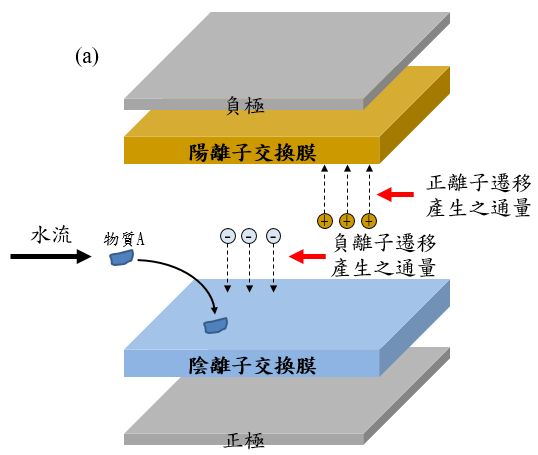 (a)
負極
陽離子交換膜
正離子遷移
產生之通量
+ + +
水流
物質A
- - -
負離子遷移
產生之通量
陰離子交換膜
正極